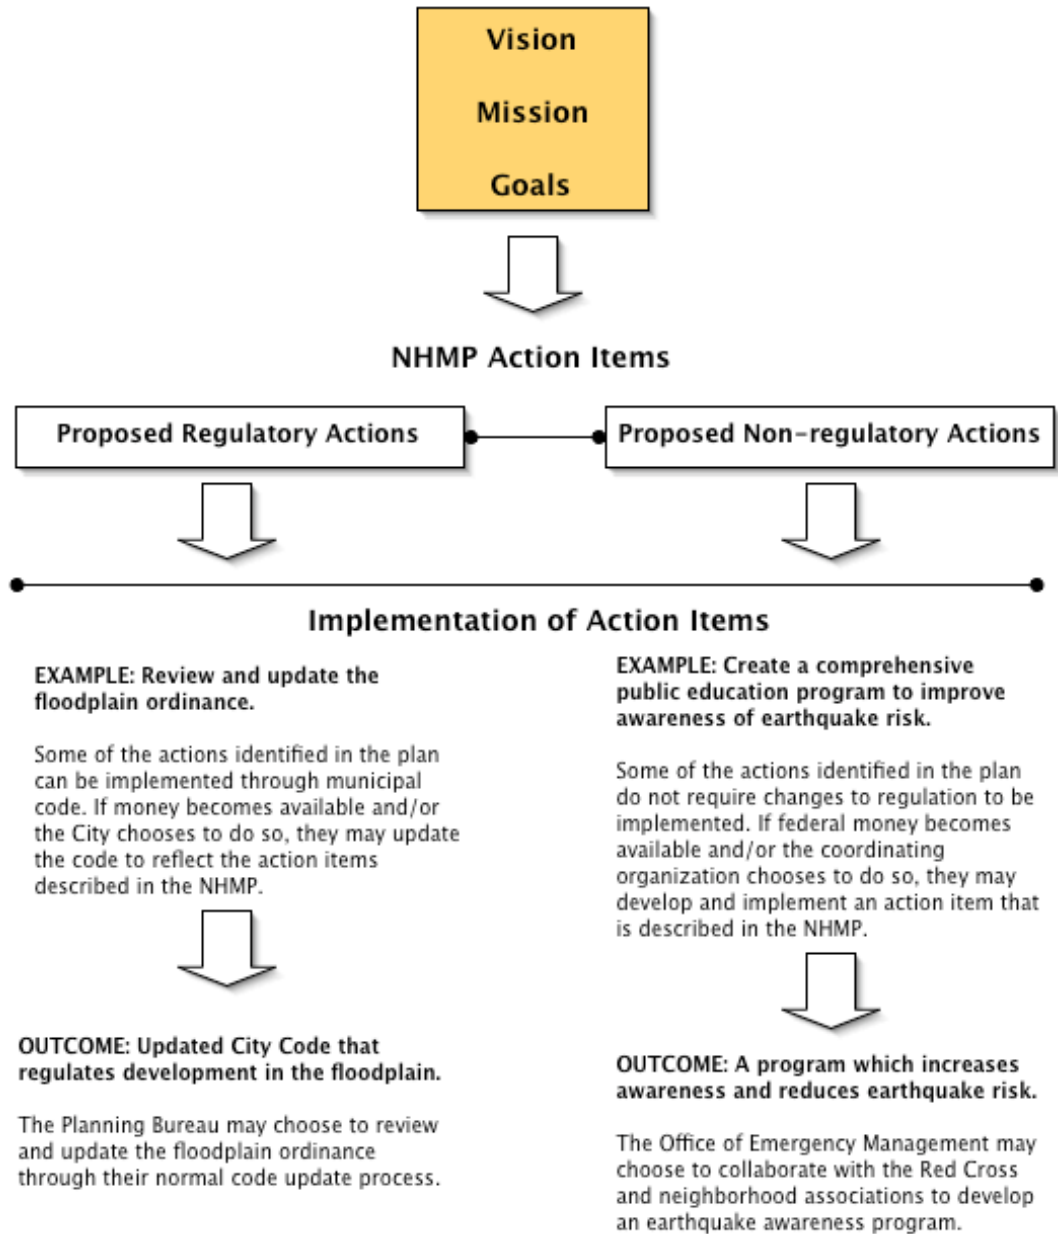 Vision
Mission
Goals
NHMP Action Items
Proposed Regulatory Actions
Proposed Non-regulatory Actions
Implementation of Action Items
EXAMPLE: Review and update the
floodplain ordinance.
Some of the actions identified in the plan
can be implemented through municipal
code. If money becomes available and/or
the City chooses to do so, they may update
the code to reflect the action items
described in the NHMP.
OUTCOME: Updated City Code that
regulates development in the floodplain.
The Planning Bureau may choose to review
and update the floodplain ordinance
through their normal code update process.
EXAMPLE: Create a comprehensive
public education program to improve
awareness of earthquake risk.
Some of the actions identified in the plan
do not require changes to regulation to be
implemented. If federal money becomes
available and/or the coordinating
organization chooses to do so, they may
develop and implement an action item that
is described in the NHMP.
OUTCOME: A program which increases
awareness and reduces earthquake risk.
The Office of Emergency Management may
choose to collaborate with the Red Cross
and neighborhood associations to develop
an earthquake awareness program.